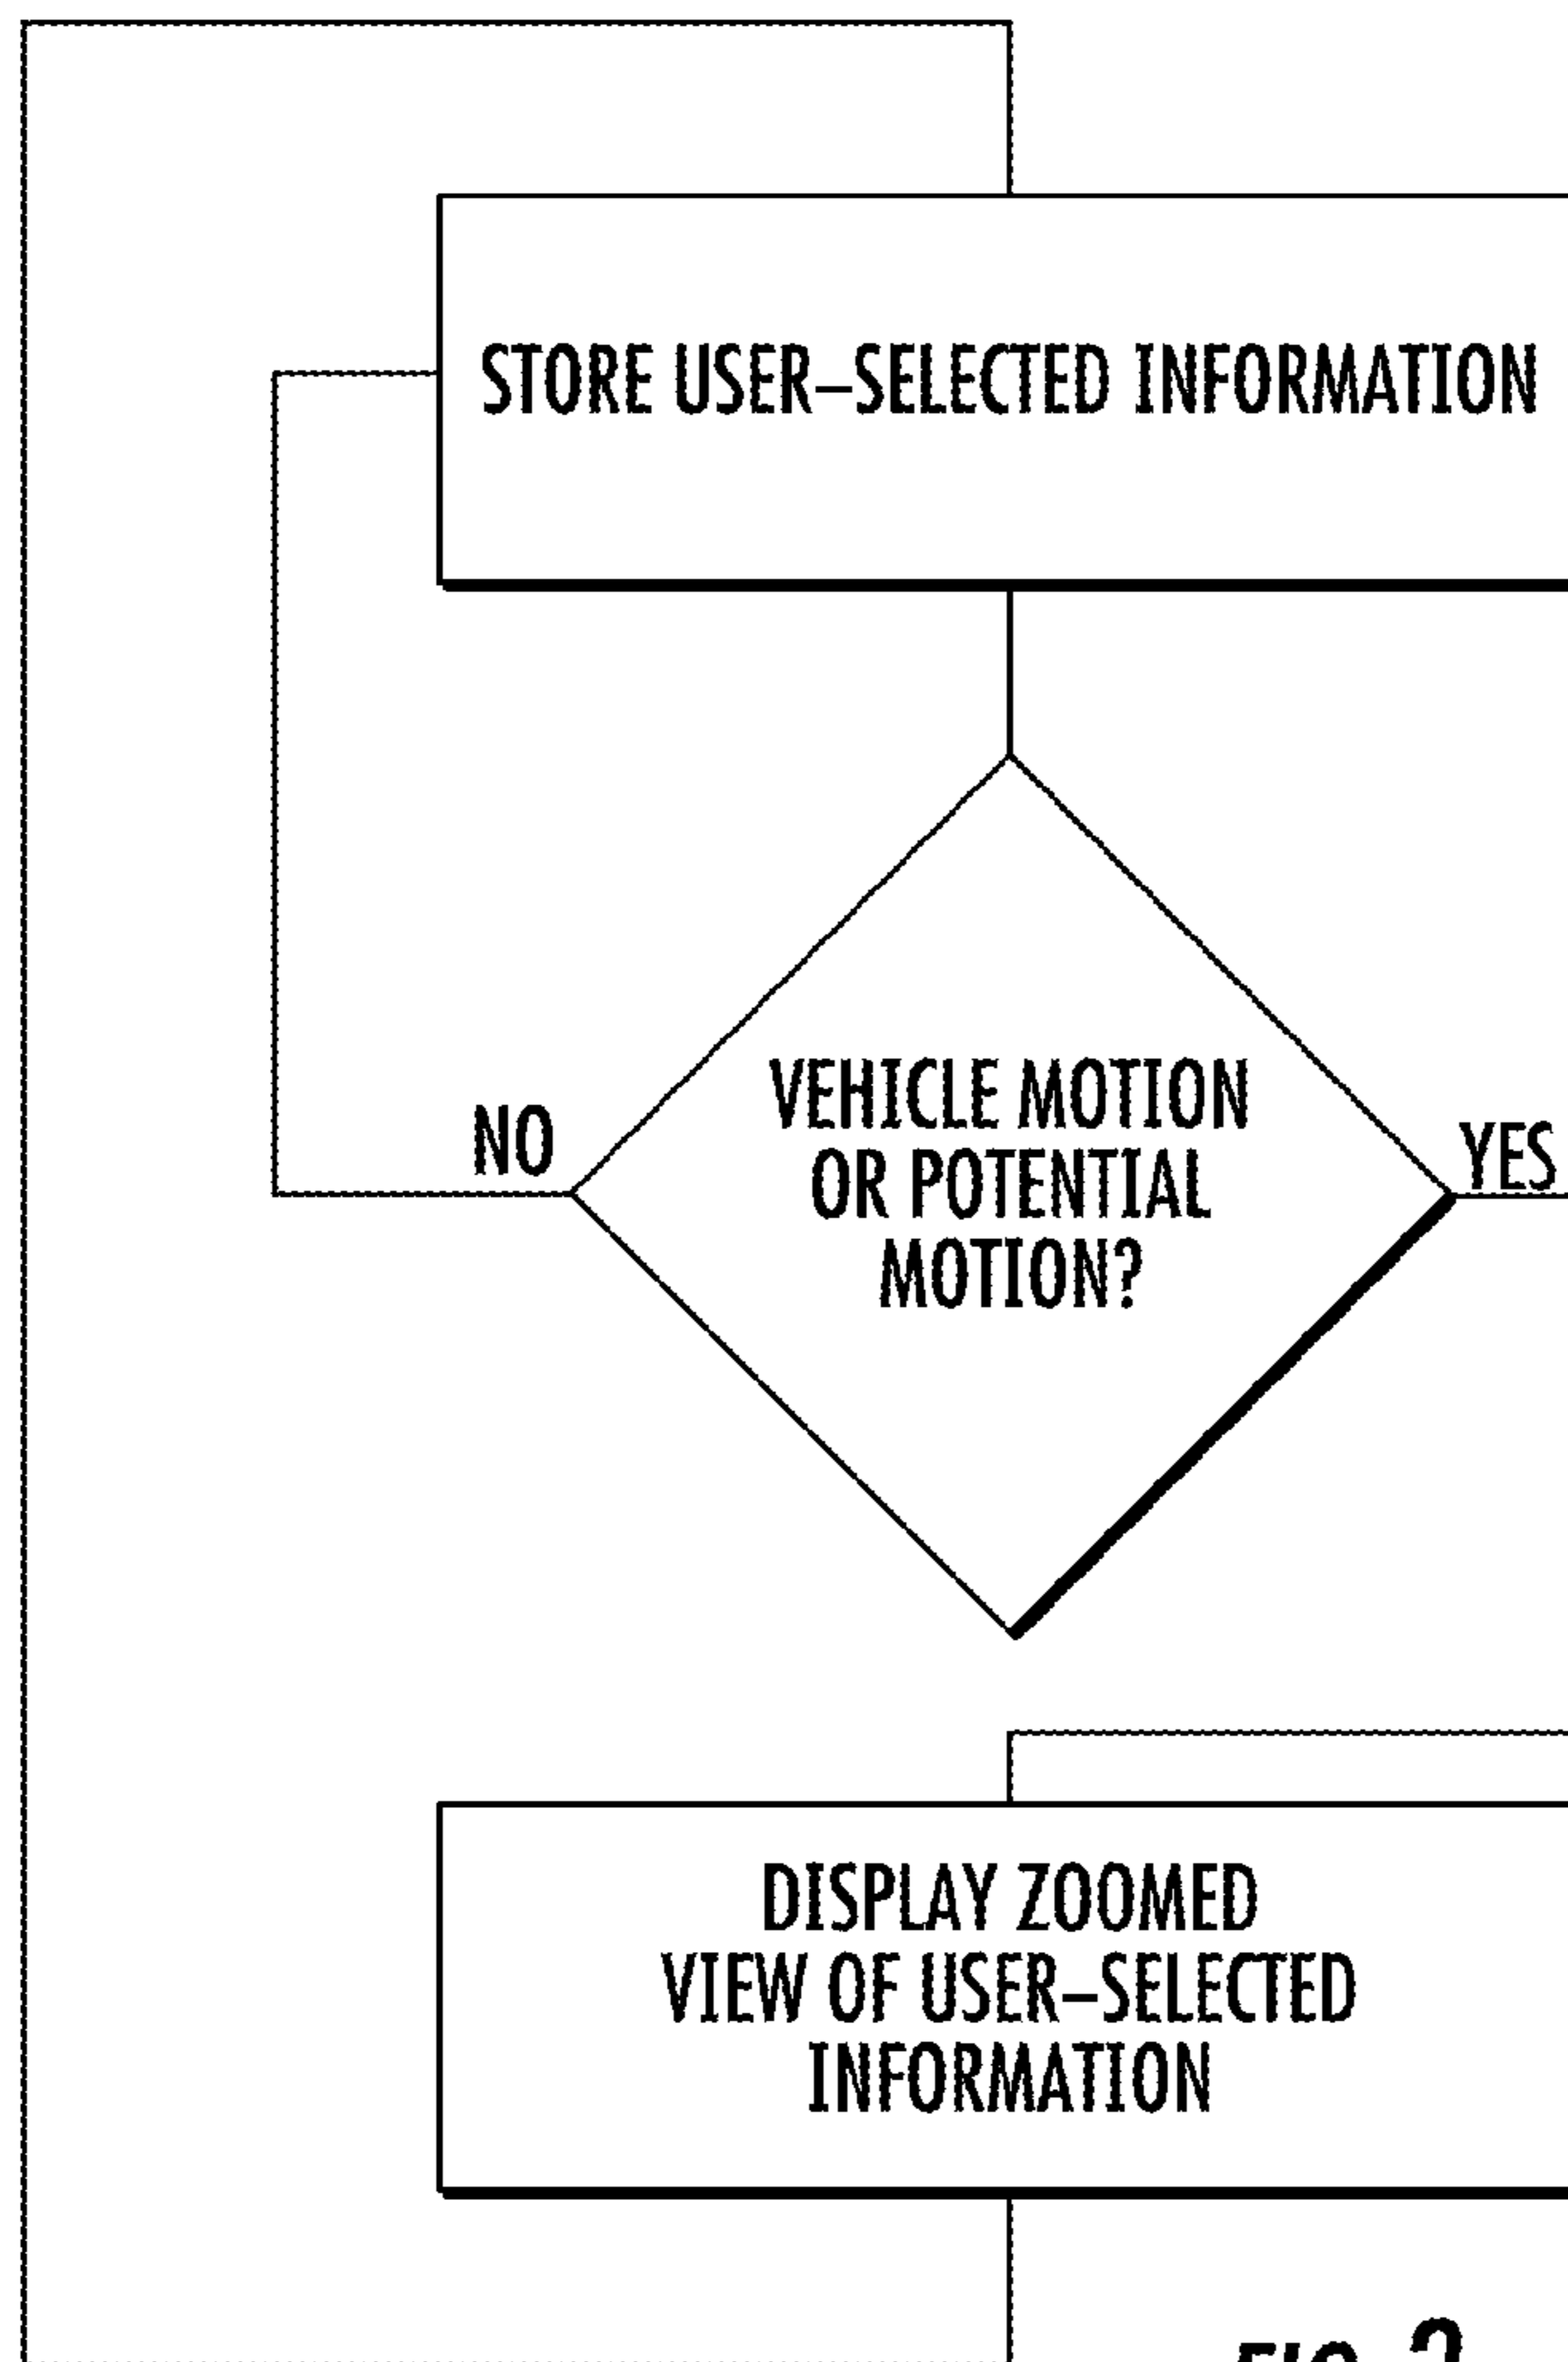 STORE USER–SELECTED INFORMATION
VEHICLE MOTION
OR POTENTIAL
MOTION?
NO
YES
DISPLAY ZOOMED
VIEW OF USER–SELECTED
INFORMATION